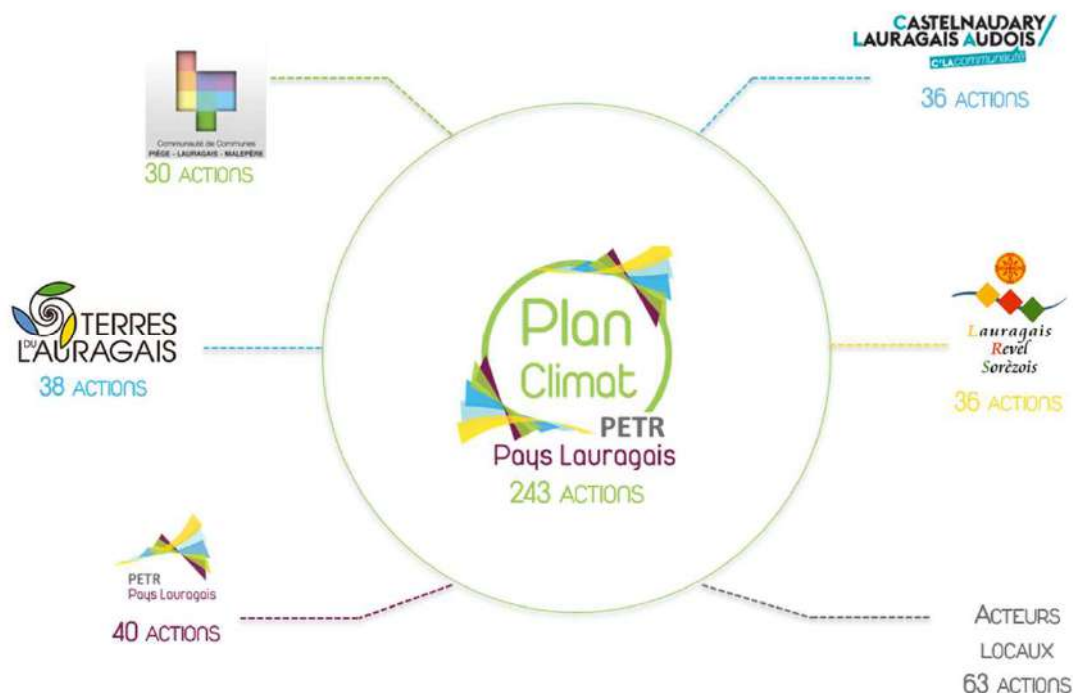 Communauté de Communes
PIÈGE - LAURAGAIS - MALEPÈRE
30 ACTIONS
CASTELNAUDARY
LAURAGAIS AUDOIS
C'LACOMMUNAUTÉ
36 ACTIONS
TERRES
DU LAURAGAIS
38 ACTIONS
Plan
Climat
PETR
Pays Lauragais
243 ACTIONS
Lauragais
Revel
Sorèzois
36 ACTIONS
PETR
Pays Lauragais
40 ACTIONS
ACTEURS
LOCAUX
63 ACTIONS